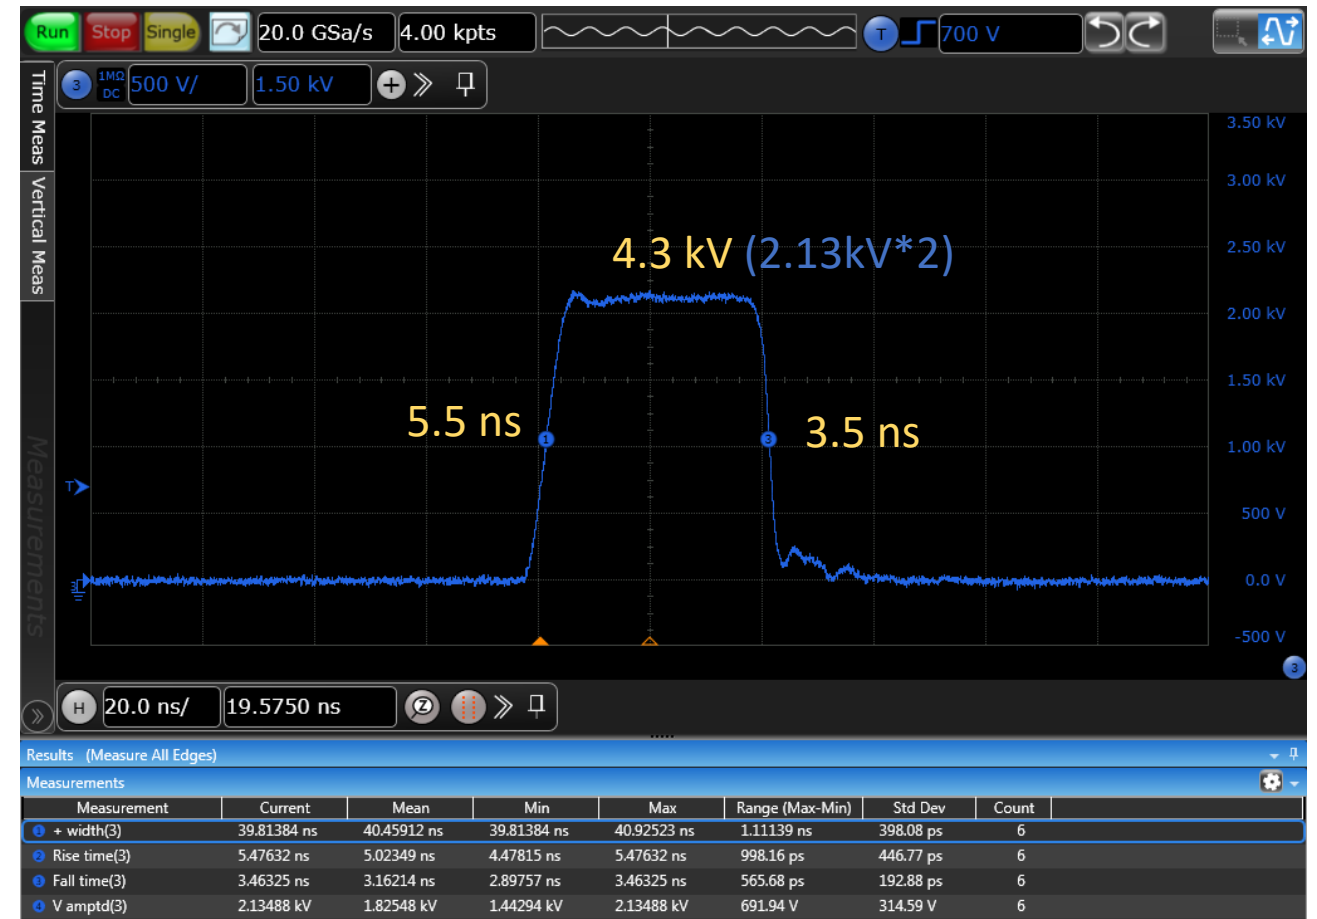 Run Stop Single 20.0 GSa/s 4.00 kpts T 700 V
3 1MΩ DC 500 V/ 1.50 kV
Time Meas
Vertical Meas
Measurements
3.50 kV
3.00 kV
2.50 kV
2.00 kV
1.50 kV
1.00 kV
500 V
0.0 V
-500 V
4.3 kV (2.13kV*2)
5.5 ns
1
3
3.5 ns
T
3
3
H 20.0 ns/ 19.5750 ns Z
Results (Measure All Edges)
Measurements
Measurement Current Mean Min Max Range (Max-Min) Std Dev Count
1 + width(3) 39.81384 ns 40.45912 ns 39.81384 ns 40.92523 ns 1.11139 ns 398.08 ps 6
2 Rise time(3) 5.47632 ns 5.02349 ns 4.47815 ns 5.47632 ns 998.16 ps 446.77 ps 6
3 Fall time(3) 3.46325 ns 3.16214 ns 2.89757 ns 3.46325 ns 565.68 ps 192.88 ps 6
4 V amptd(3) 2.13488 kV 1.82548 kV 1.44294 kV 2.13488 kV 691.94 V 314.59 V 6